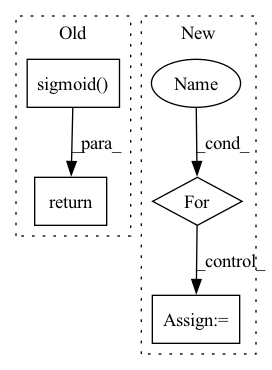 Old
New
sigmoid()
Name
_para_
_cond_
return
For
_control_
Assign:=